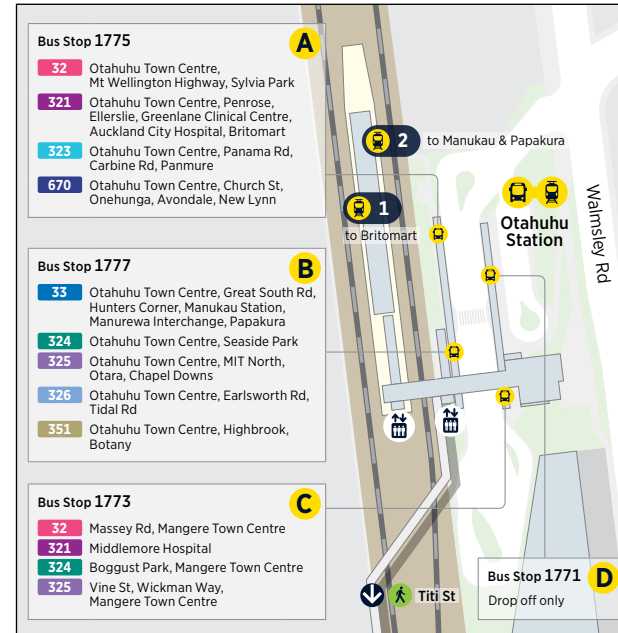 Bus Stop 1775
A
32 Otahuhu Town Centre,
Mt Wellington Highway, Sylvia Park
321 Otahuhu Town Centre, Penrose,
Ellerslie, Greenlane Clinical Centre,
Auckland City Hospital, Britomart
323 Otahuhu Town Centre, Panama Rd,
Carbine Rd, Panmure
670 Otahuhu Town Centre, Church St,
Onehunga, Avondale, New Lynn
2 to Manukau & Papakura
1
to Britomart
Otahuhu
Station
Walmsley Rd
Bus Stop 1777
B
33 Otahuhu Town Centre, Great South Rd,
Hunters Corner, Manukau Station,
Manurewa Interchange, Papakura
324 Otahuhu Town Centre, Seaside Park
325 Otahuhu Town Centre, MIT North,
Otara, Chapel Downs
326 Otahuhu Town Centre, Earlsworth Rd,
Tidal Rd
351 Otahuhu Town Centre, Highbrook,
Botany
Bus Stop 1773
C
32 Massey Rd, Mangere Town Centre
321 Middlemore Hospital
324 Boggust Park, Mangere Town Centre
325 Vine St, Wickman Way,
Mangere Town Centre
Titi St
Bus Stop 1771
D
Drop off only